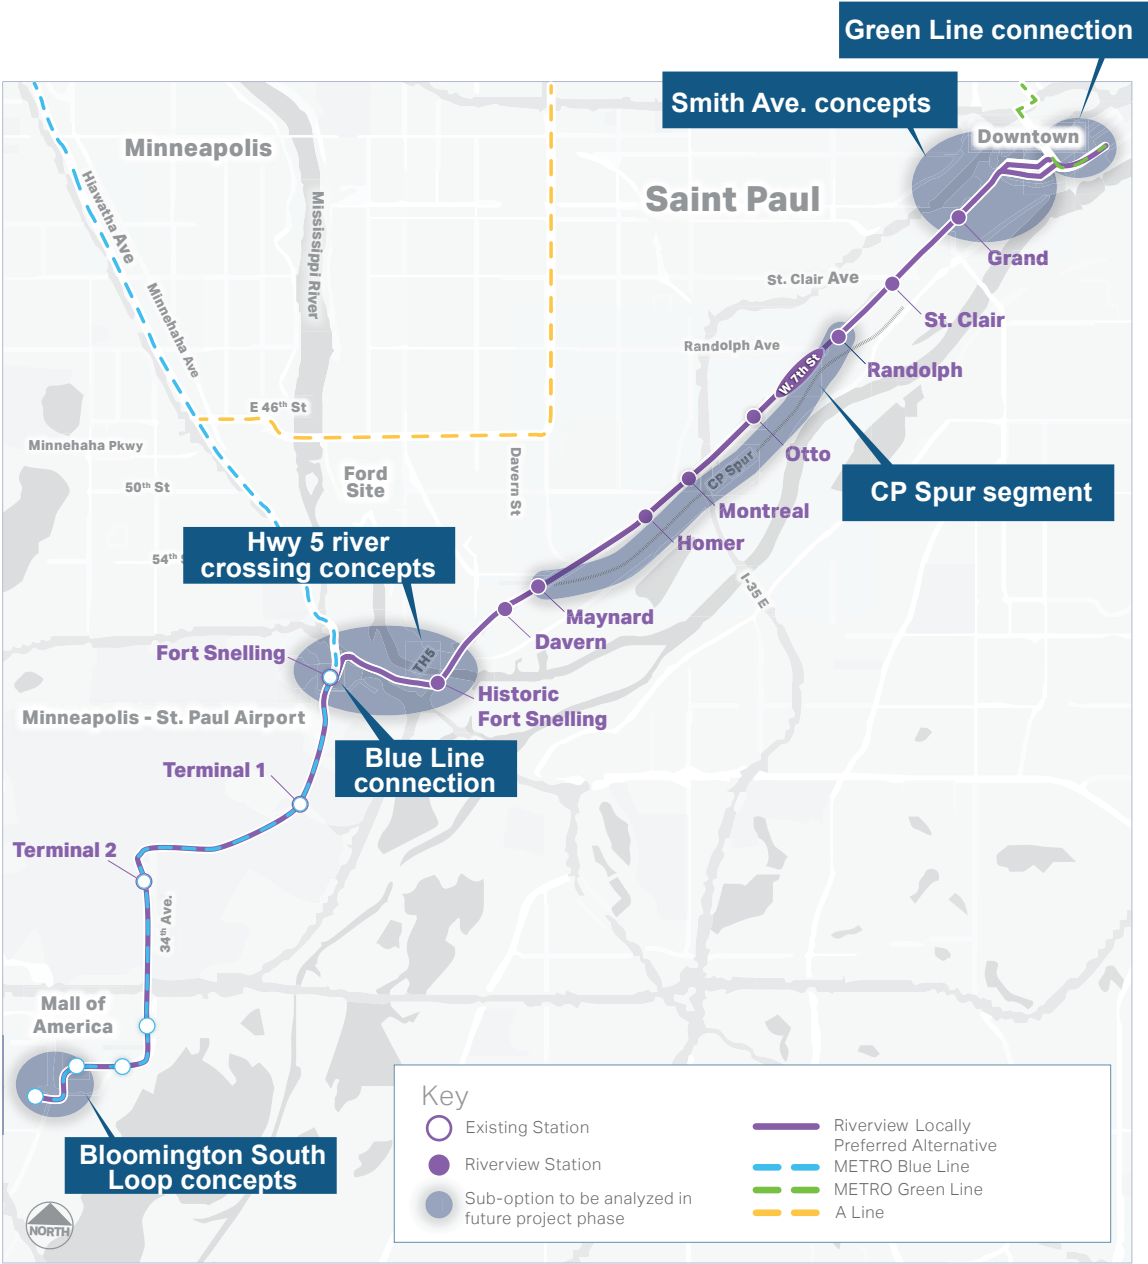 Green Line connection
Smith Ave. concepts
Downtown
Minneapolis
Saint Paul
Hiawatha Ave
Mississippi River
Grand
St. Clair Ave
Minnehaha Ave
St. Clair
Randolph Ave
Randolph
W. 7th St
E 46th St
Minnehaha Pkwy
Otto
Davern St
CP Spur
Ford
Site
50th St
CP Spur segment
Montreal
Homer
Hwy 5 river
crossing concepts
54th S
I-35 E
Maynard
Davern
Fort Snelling
TH5
Historic
Fort Snelling
Minneapolis - St. Paul Airport
Blue Line
connection
Terminal 1
Terminal 2
34th Ave.
Mall of
America
Bloomington South
Loop concepts
NORTH
Key
Existing Station
Riverview Station
Sub-option to be analyzed in
future project phase
Riverview Locally
Preferred Alternative
METRO Blue Line
METRO Green Line
A Line